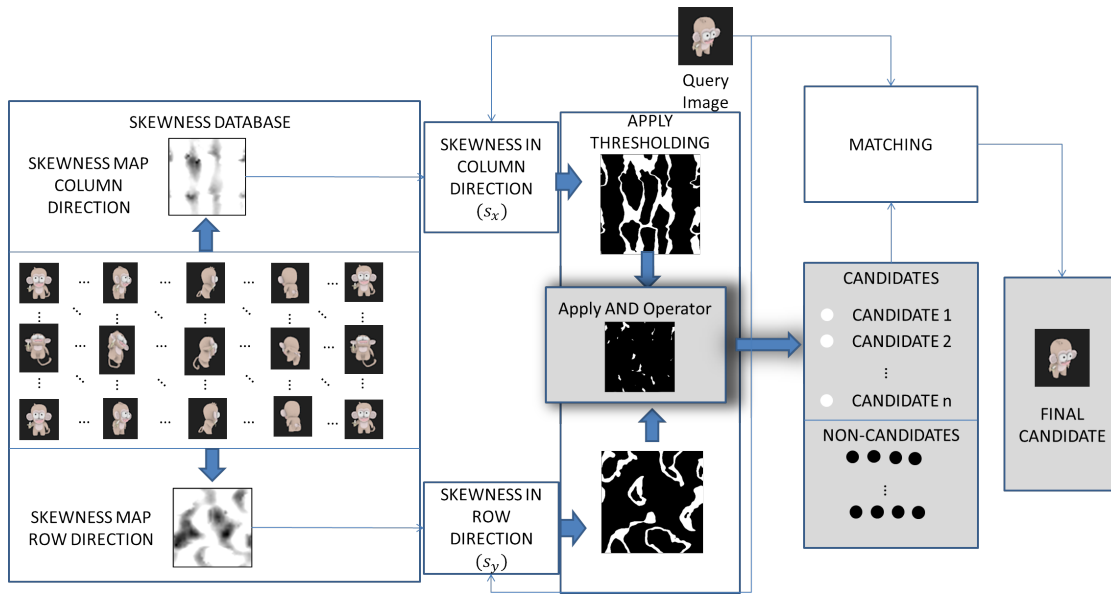 Query
Image
SKEWNESS DATABASE
SKEWNESS MAP
COLUMN
DIRECTION
SKEWNESS IN
COLUMN
DIRECTION
(sₓ)
APPLY
THRESHOLDING
MATCHING
Apply AND Operator
CANDIDATES
CANDIDATE 1
CANDIDATE 2
⋮
CANDIDATE n
NON-CANDIDATES
⋮
FINAL
CANDIDATE
SKEWNESS MAP
ROW DIRECTION
SKEWNESS IN
ROW
DIRECTION
(s_y)